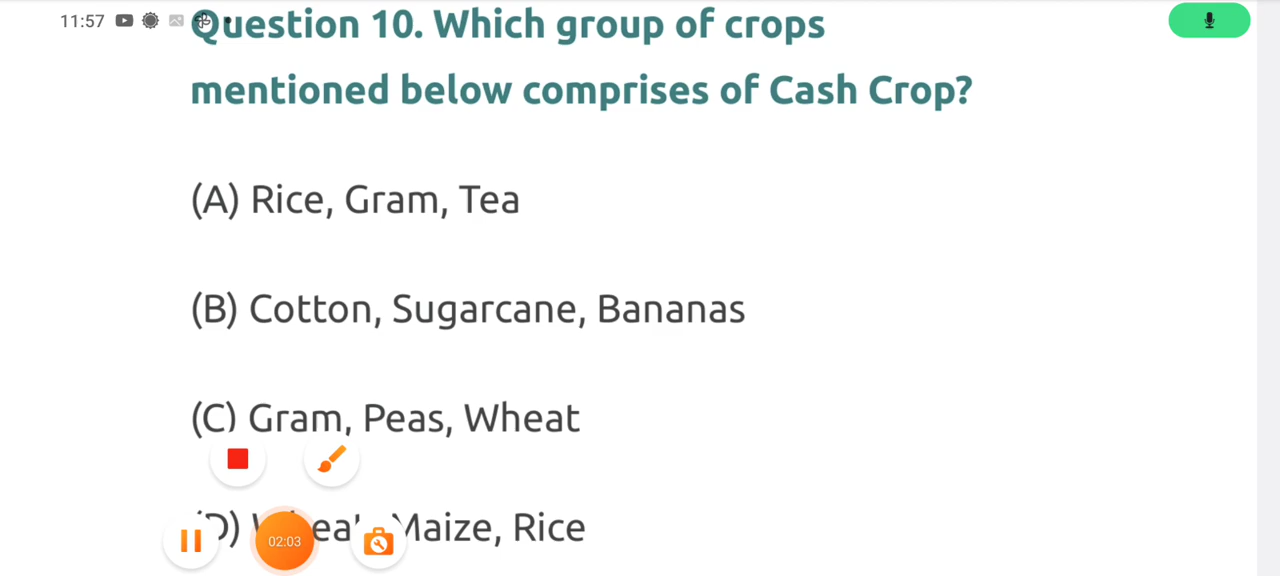 11:57
Question 10. Which group of crops
mentioned below comprises of Cash Crop?
(A) Rice, Gram, Tea
(B) Cotton, Sugarcane, Bananas
(C) Gram, Peas, Wheat
(D) Wheat, Maize, Rice
02:03